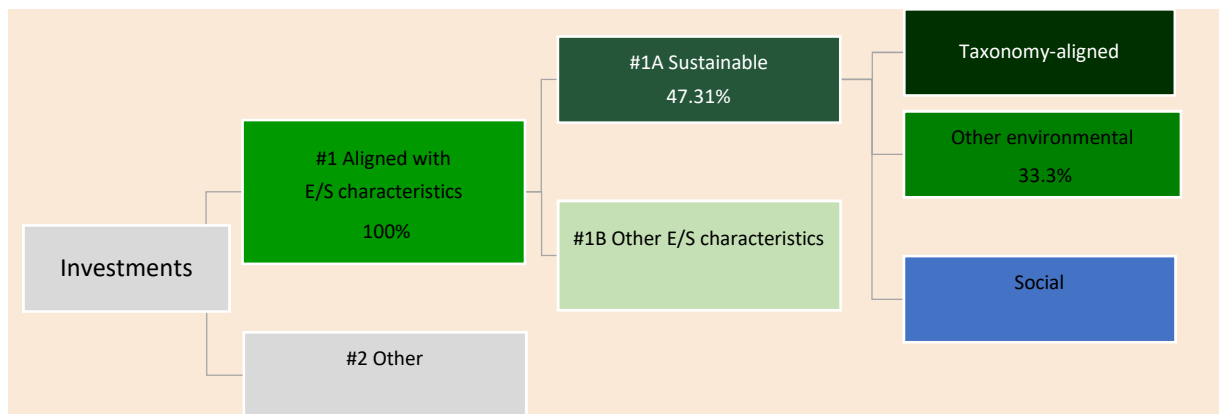 Investments
#1 Aligned with
E/S characteristics
100%
#2 Other
#1A Sustainable
47.31%
#1B Other E/S characteristics
Taxonomy-aligned
Other environmental
33.3%
Social